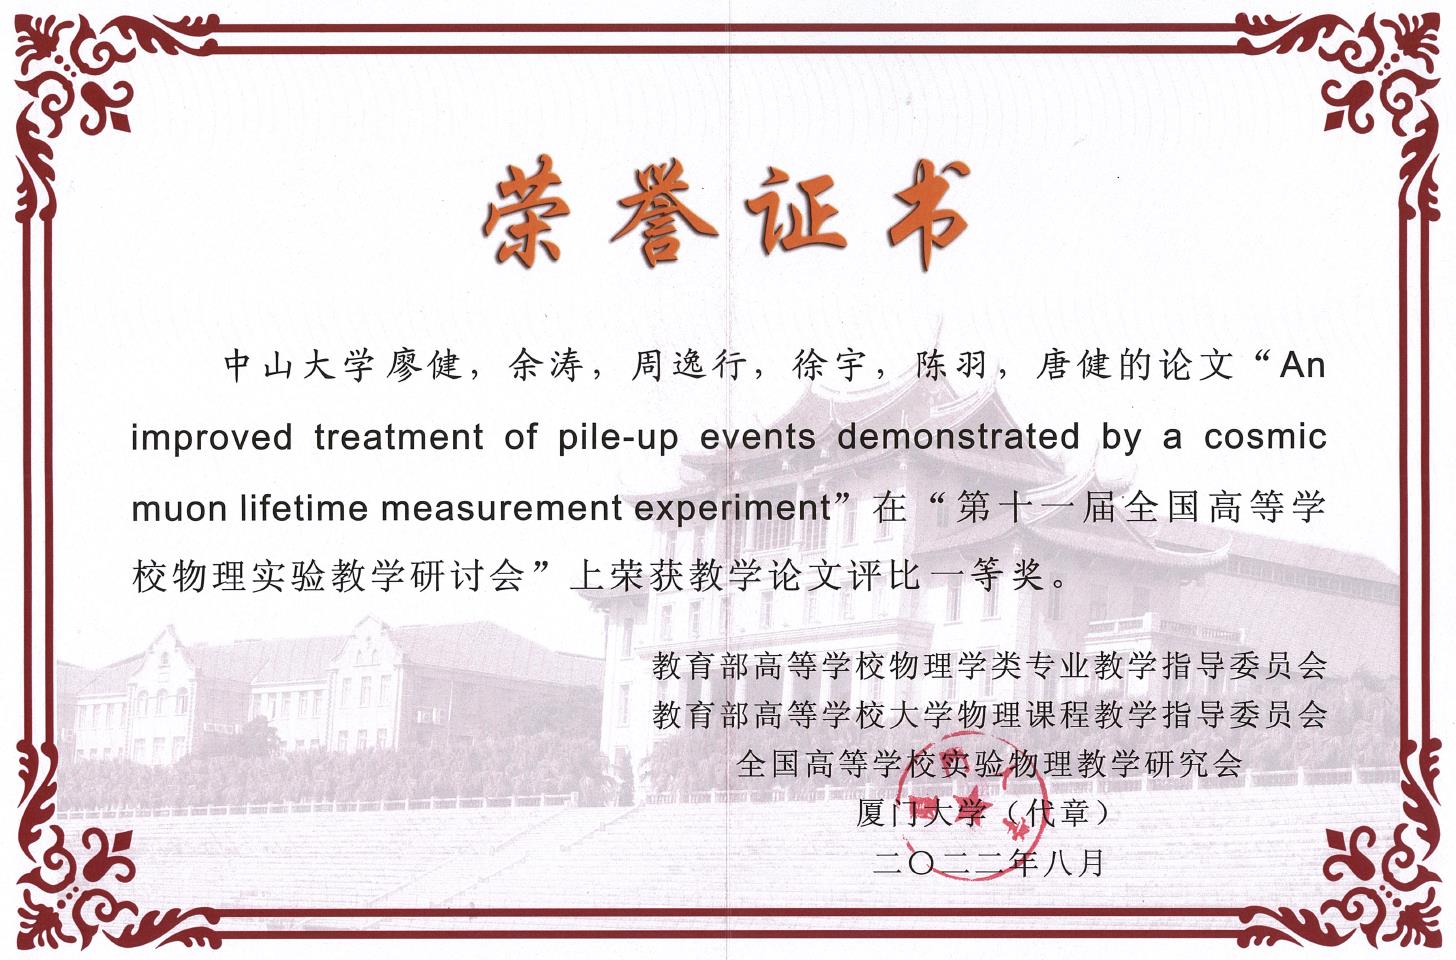 荣誉证书
中山大学廖健，余涛，周逸行，徐宇，陈羽，唐健的论文“An
improved treatment of pile-up events demonstrated by a cosmic
muon lifetime measurement experiment”在“第十一届全国高等学
校物理实验教学研讨会”上荣获教学论文评比一等奖。
教育部高等学校物理学类专业教学指导委员会
教育部高等学校大学物理课程教学指导委员会
全国高等学校实验物理教学研究会
厦门大学（代章）
二〇二二年八月
厦门大学